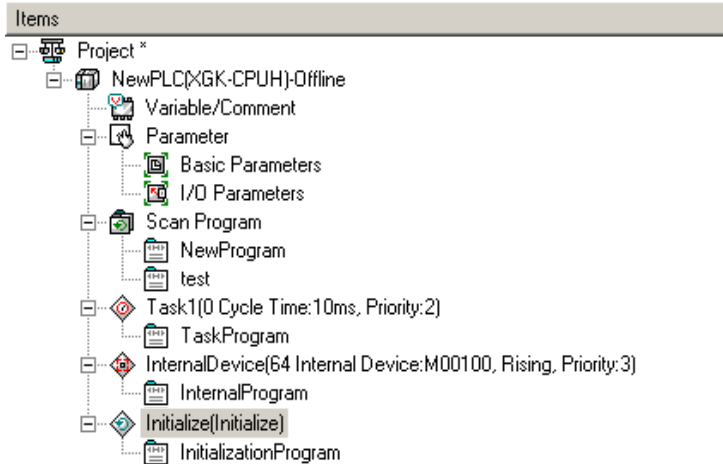 Items
Project *
NewPLC(XGK-CPUH)-Offline
Variable/Comment
Parameter
Basic Parameters
I/O Parameters
Scan Program
NewProgram
test
Task1(0 Cycle Time:10ms, Priority:2)
TaskProgram
InternalDevice(64 Internal Device:M00100, Rising, Priority:3)
InternalProgram
Initialize(Initialize)
InitializationProgram